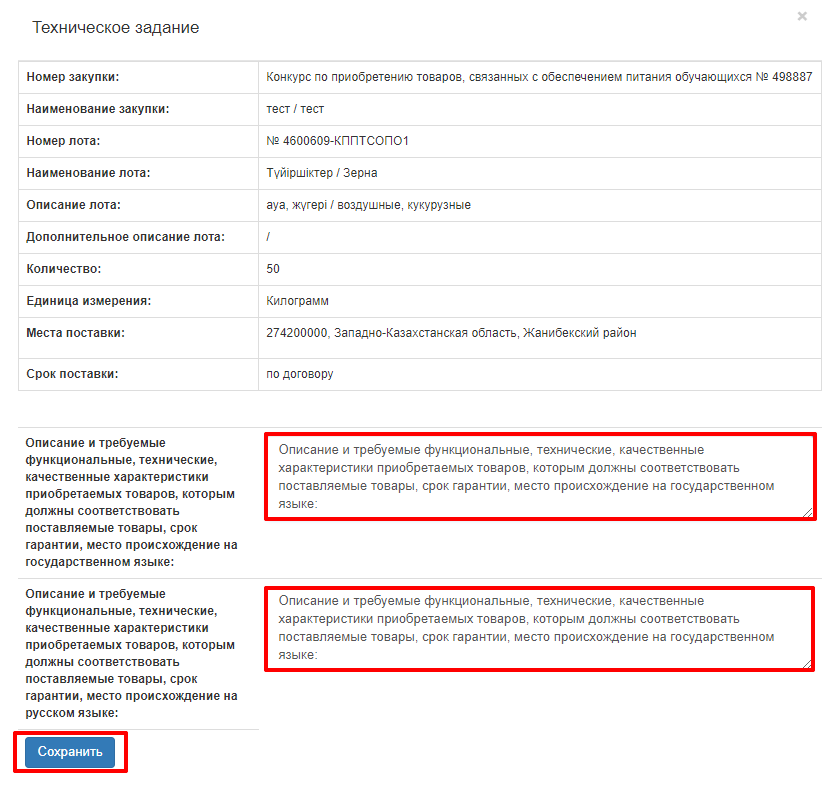 Техническое задание
×
Номер закупки: Конкурс по приобретению товаров, связанных с обеспечением питания обучающихся № 498887
Наименование закупки: тест / тест
Номер лота: № 4600609-КППТСОПО1
Наименование лота: Түйіршіктер / Зерна
Описание лота: ауа, жүгері / воздушные, кукурузные
Дополнительное описание лота: /
Количество: 50
Единица измерения: Килограмм
Места поставки: 274200000, Западно-Казахстанская область, Жанибекский район
Срок поставки: по договору
Описание и требуемые
функциональные, технические,
качественные характеристики
приобретаемых товаров, которым
должны соответствовать
поставляемые товары, срок
гарантии, место происхождение на
государственном языке:
Описание и требуемые функциональные, технические, качественные
характеристики приобретаемых товаров, которым должны соответствовать
поставляемые товары, срок гарантии, место происхождение на государственном
языке:
Описание и требуемые
функциональные, технические,
качественные характеристики
приобретаемых товаров, которым
должны соответствовать
поставляемые товары, срок
гарантии, место происхождение на
русском языке:
Описание и требуемые функциональные, технические, качественные
характеристики приобретаемых товаров, которым должны соответствовать
поставляемые товары, срок гарантии, место происхождение на государственном
языке:
Сохранить